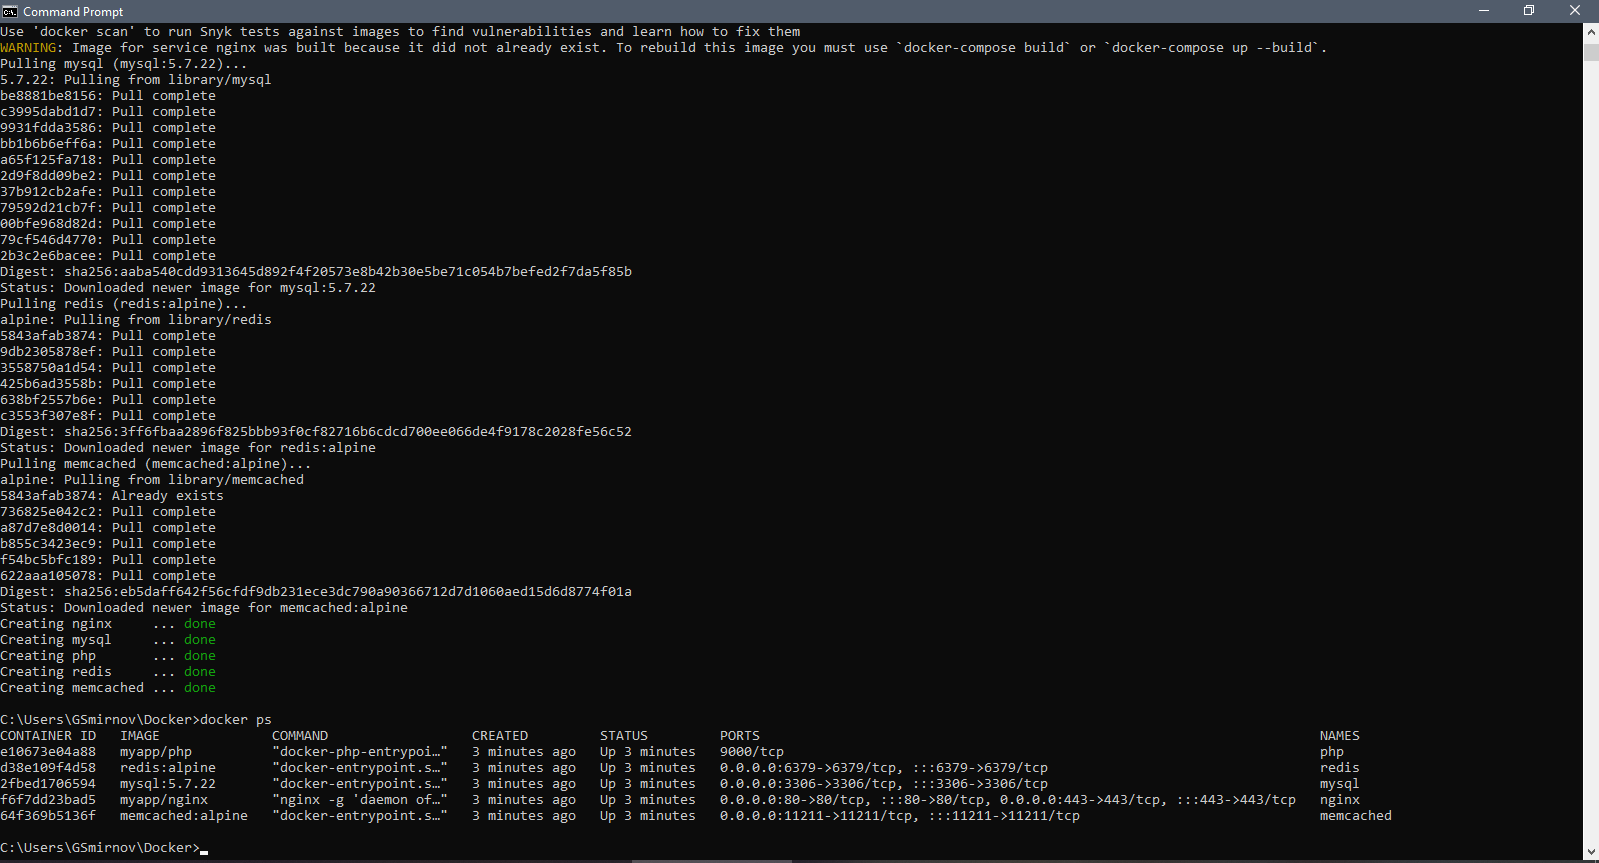 Command Prompt
Use 'docker scan' to run Snyk tests against images to find vulnerabilities and learn how to fix them
WARNING: Image for service nginx was built because it did not already exist. To rebuild this image you must use `docker-compose build` or `docker-compose up --build`.
Pulling mysql (mysql:5.7.22)...
5.7.22: Pulling from library/mysql
be8881be8156: Pull complete
c3995dabd1d7: Pull complete
9931fdda3586: Pull complete
bb1b6b6eff6a: Pull complete
a65f125fa718: Pull complete
2d9f8dd09be2: Pull complete
37b912cb2afe: Pull complete
79592d21cb7f: Pull complete
00bfe968d82d: Pull complete
79cf546d4770: Pull complete
2b3c2e6bacee: Pull complete
Digest: sha256:aaba540cdd9313645d892f4f20573e8b42b30e5be71c054b7befed2f7da5f85b
Status: Downloaded newer image for mysql:5.7.22
Pulling redis (redis:alpine)...
alpine: Pulling from library/redis
5843afab3874: Pull complete
9db2305878ef: Pull complete
3558750a1d54: Pull complete
425b6ad3558b: Pull complete
638bf2557b6e: Pull complete
c3553f307e8f: Pull complete
Digest: sha256:3ff6fbaa2896f825bbb93f0cf82716b6cdcd700ee066de4f9178c2028fe56c52
Status: Downloaded newer image for redis:alpine
Pulling memcached (memcached:alpine)...
alpine: Pulling from library/memcached
5843afab3874: Already exists
736825e042c2: Pull complete
a87d7e8d0014: Pull complete
b855c3423ec9: Pull complete
f54bc5bfc189: Pull complete
622aaa105078: Pull complete
Digest: sha256:eb5daff642f56cfdf9db231ece3dc790a90366712d7d1060aed15d6d8774f01a
Status: Downloaded newer image for memcached:alpine
Creating nginx     ... done
Creating mysql     ... done
Creating php       ... done
Creating redis     ... done
Creating memcached ... done
C:\Users\GSmirnov\Docker>docker ps
CONTAINER ID   IMAGE              COMMAND                  CREATED         STATUS         PORTS                                                                      NAMES
e10673e04a88   myapp/php          "docker-php-entrypoi…"   3 minutes ago   Up 3 minutes   9000/tcp                                                                   php
d38e109f4d58   redis:alpine       "docker-entrypoint.s…"   3 minutes ago   Up 3 minutes   0.0.0.0:6379->6379/tcp, :::6379->6379/tcp                                  redis
2fbed1706594   mysql:5.7.22       "docker-entrypoint.s…"   3 minutes ago   Up 3 minutes   0.0.0.0:3306->3306/tcp, :::3306->3306/tcp                                  mysql
f6f7dd23bad5   myapp/nginx        "nginx -g 'daemon of…"   3 minutes ago   Up 3 minutes   0.0.0.0:80->80/tcp, :::80->80/tcp, 0.0.0.0:443->443/tcp, :::443->443/tcp   nginx
64f369b5136f   memcached:alpine   "docker-entrypoint.s…"   3 minutes ago   Up 3 minutes   0.0.0.0:11211->11211/tcp, :::11211->11211/tcp                              memcached
C:\Users\GSmirnov\Docker>